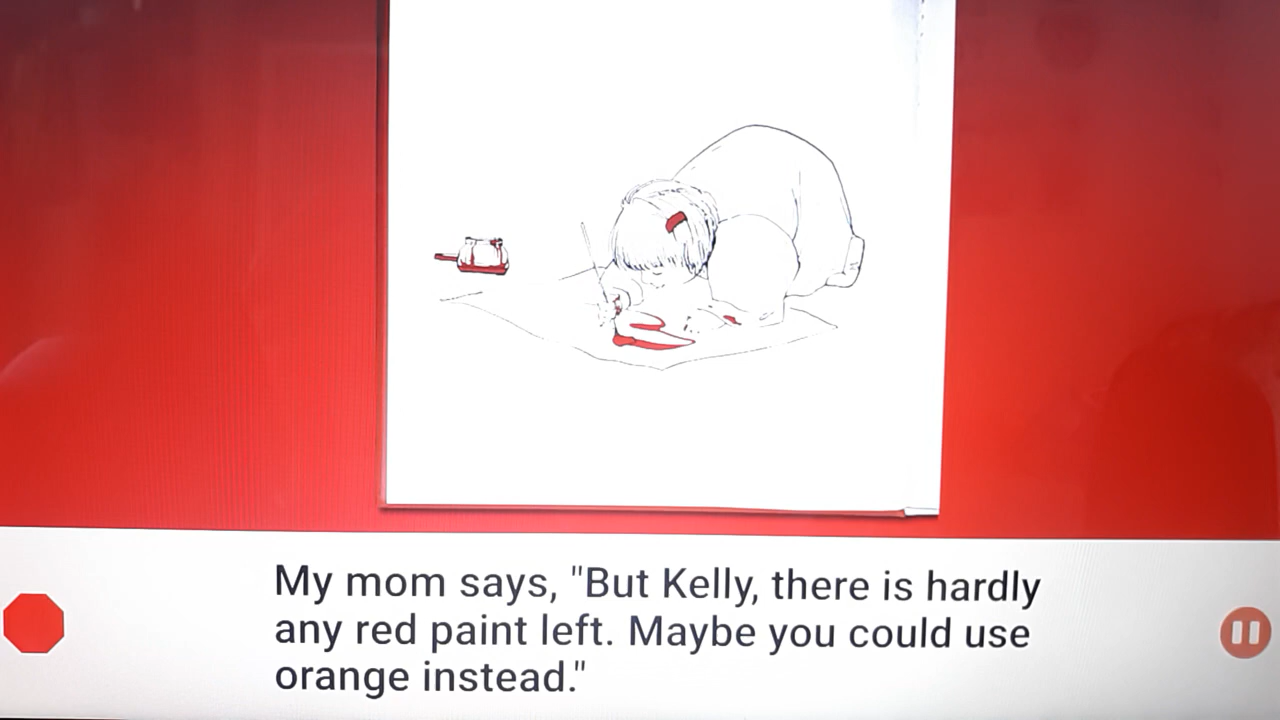 My mom says, "But Kelly, there is hardly
any red paint left. Maybe you could use
orange instead."